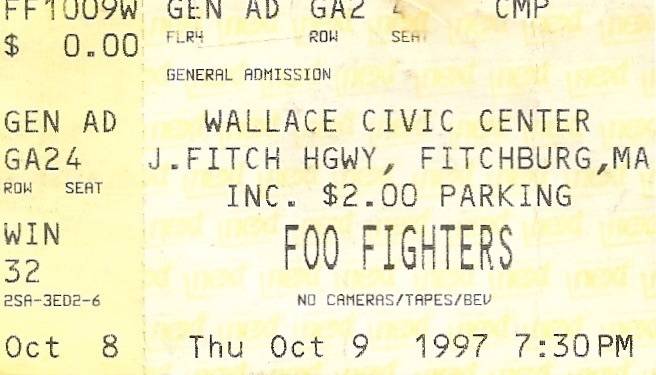 FF1009W GEN AD GA2 4 CMP
$ 0.00 FLR4 ROW SEAT
GENERAL ADMISSION
GEN AD WALLACE CIVIC CENTER
GA24 J.FITCH HGWY, FITCHBURG,MA
ROW SEAT
INC. $2.00 PARKING
WIN FOO FIGHTERS
32
2SA-3ED2-6 NO CAMERAS/TAPES/BEV
Oct 8 Thu Oct 9 1997 7:30PM